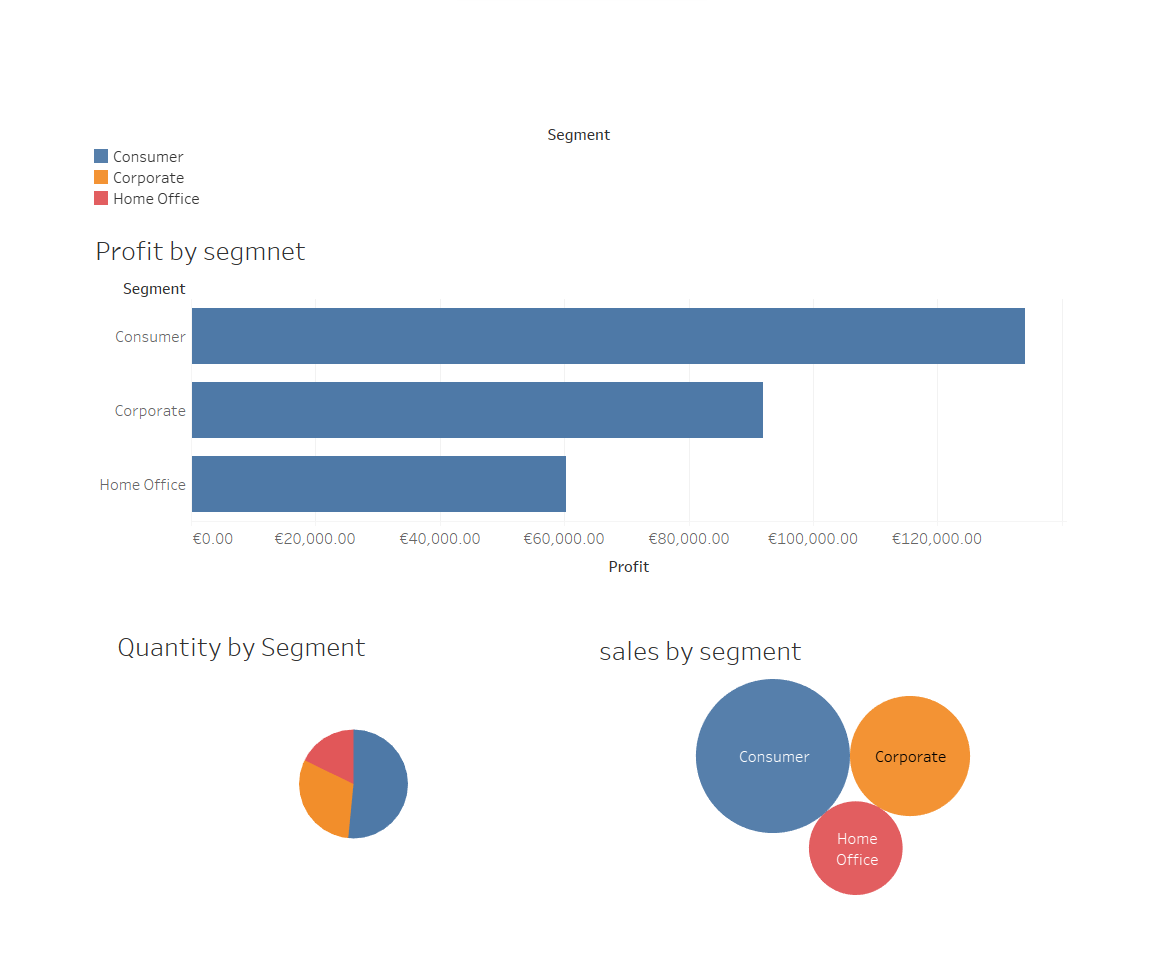 Segment
Consumer
Corporate
Home Office
Profit by segmnet
Segment
Consumer
Corporate
Home Office
€0.00 €20,000.00 €40,000.00 €60,000.00 €80,000.00 €100,000.00 €120,000.00
Profit
Quantity by Segment
sales by segment
Consumer
Corporate
Home
Office